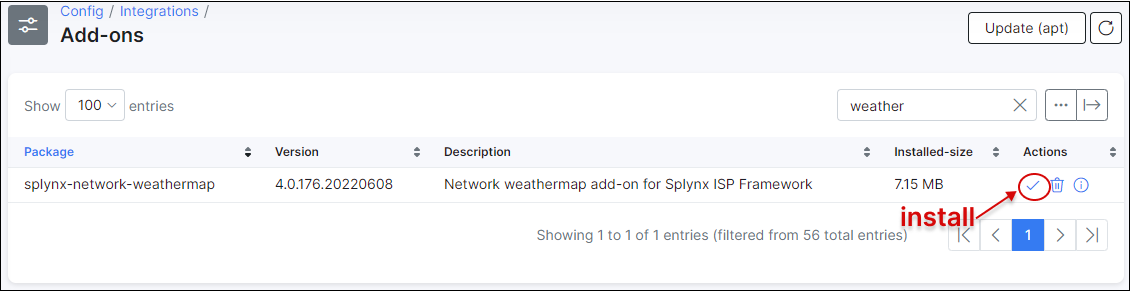 Config / Integrations /
Add-ons
Update (apt)
Show 100 entries
weather
Package Version Description Installed-size Actions
splynx-network-weathermap 4.0.176.20220608 Network weathermap add-on for Splynx ISP Framework 7.15 MB
install
Showing 1 to 1 of 1 entries (filtered from 56 total entries)
1